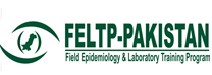 FELTP-PAKISTAN
Field Epidemiology & Laboratory Training Program